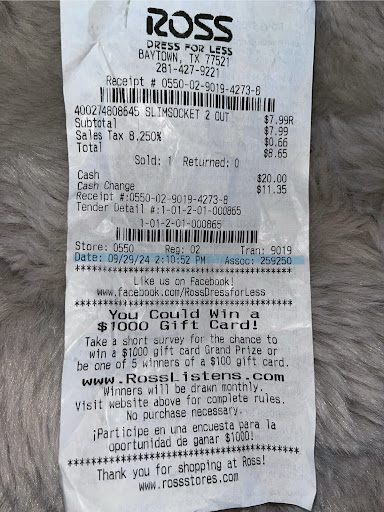 ROSS
DRESS FOR LESS
BAYTOWN, TX 77521
281-427-9221
Receipt # 0550-02-9019-4273-8
400274808645 SLIMSOCKET 2 OUT $7.99R
Subtotal $7.99
Sales Tax 8.250% $0.66
Total $8.65
Sold: 1 Returned: 0
Cash $20.00
Cash Change $11.35
Receipt #:0550-02-9019-4273-8
Tender Detail #:1-01-2-01-000865
1-01-2-01-000865
Store: 0550 Reg: 02 Tran: 9019
Date: 09/29/24 2:10:52 PM Assoc: 259250
****************************************
Like us on Facebook!
www.facebook.com/RossDressforLess
****************************************
You Could Win a
$1000 Gift Card!
Take a short survey for the chance to
win a $1000 gift card Grand Prize or
be one of 5 winners of a $100 gift card.
www.RossListens.com
Winners will be drawn monthly.
Visit website above for complete rules.
No purchase necessary.
¡Participe en una encuesta para la
oportunidad de ganar $1000!
****************************************
Thank you for shopping at Ross!
www.rossstores.com